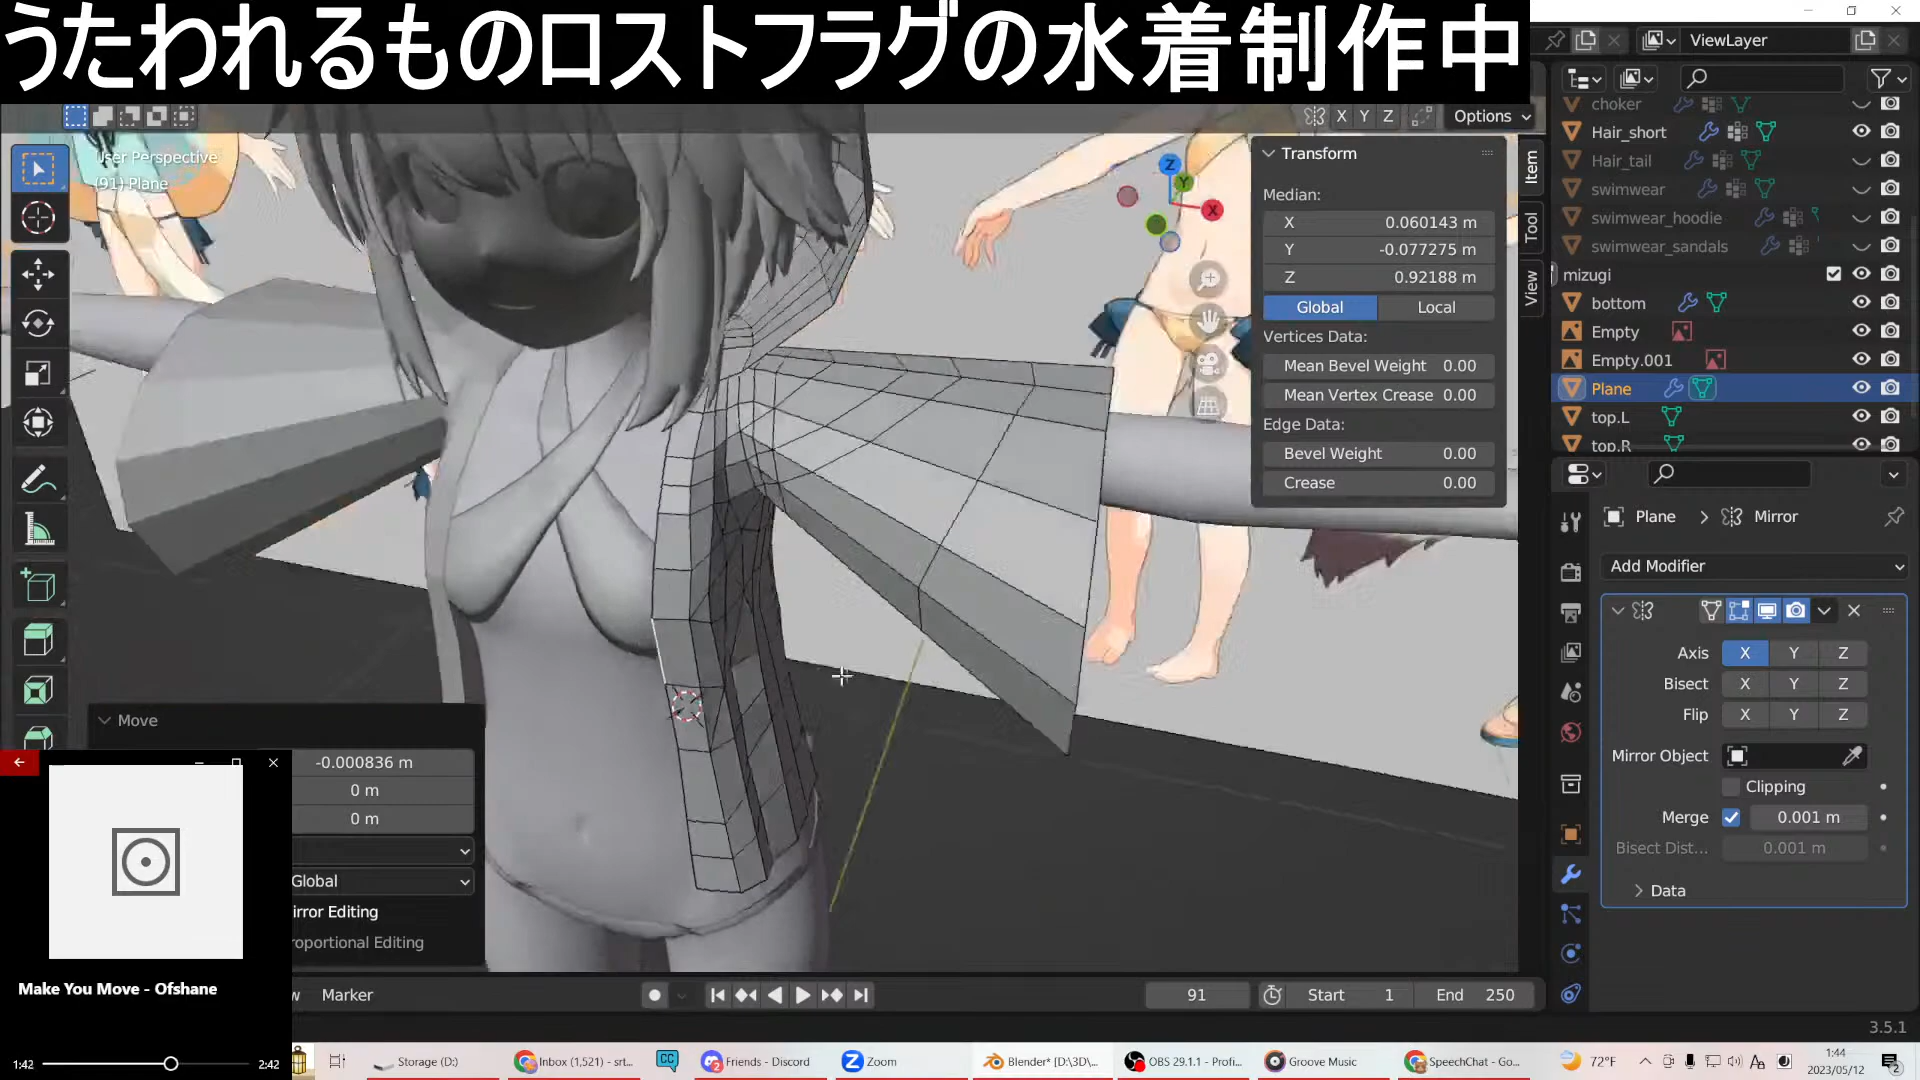 うたわれるものロストフラグの水着制作中
ViewLayer
X Y Z Options
User Perspective
(91) Plane
Transform
Median:
X 0.060143 m
Y -0.077275 m
Z 0.92188 m
Global Local
Vertices Data:
Mean Bevel Weight 0.00
Mean Vertex Crease 0.00
Edge Data:
Bevel Weight 0.00
Crease 0.00
Item
Tool
View
Z
Y
X
choker
Hair_short
Hair_tail
swimwear
swimwear_hoodie
swimwear_sandals
mizugi
bottom
Empty
Empty.001
Plane
top.L
top.R
Plane > Mirror
Add Modifier
Axis X Y Z
Bisect X Y Z
Flip X Y Z
Mirror Object
Clipping
Merge 0.001 m
Bisect Dist... 0.001 m
Data
Move
-0.000836 m
0 m
0 m
Global
irror Editing
roportional Editing
Make You Move - Ofshane
1:42 2:42
w Marker
91 Start 1 End 250
3.5.1
Storage (D:)
Inbox (1,521) - srt...
CC
Friends - Discord
Zoom
Blender* [D:\3D\...
OBS 29.1.1 - Profi...
Groove Music
SpeechChat - Go...
72°F
1:44
2023/05/12
2